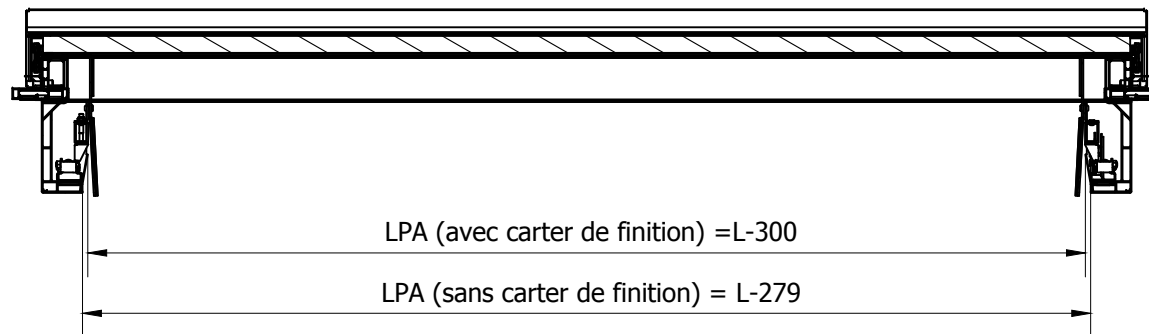 LPA (avec carter de finition) =L-300
LPA (sans carter de finition) = L-279